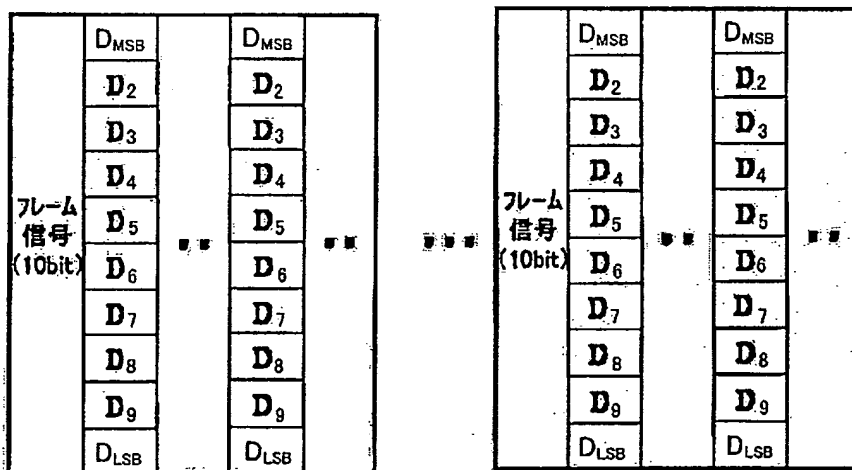 フレーム
信号
(10bit)
DMSB
D2
D3
D4
D5
D6
D7
D8
D9
DLSB
DMSB
D2
D3
D4
D5
D6
D7
D8
D9
DLSB
フレーム
信号
(10bit)
DMSB
D2
D3
D4
D5
D6
D7
D8
D9
DLSB
DMSB
D2
D3
D4
D5
D6
D7
D8
D9
DLSB